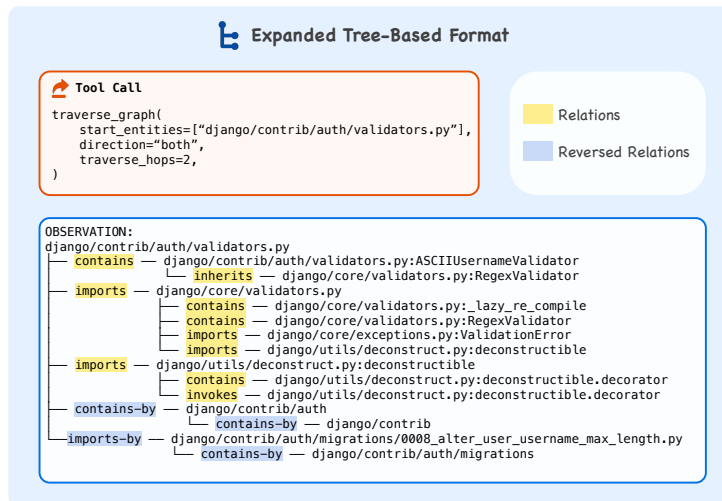 Expanded Tree-Based Format
Tool Call
traverse_graph(
    start_entities=[“django/contrib/auth/validators.py”],
    direction=“both”,
    traverse_hops=2,
)
Relations
Reversed Relations
OBSERVATION:
django/contrib/auth/validators.py
├── contains ── django/contrib/auth/validators.py:ASCIIUsernameValidator
│               └── inherits ── django/core/validators.py:RegexValidator
├── imports ── django/core/validators.py
│              ├── contains ── django/core/validators.py:_lazy_re_compile
│              ├── contains ── django/core/validators.py:RegexValidator
│              ├── imports ── django/core/exceptions.py:ValidationError
│              └── imports ── django/utils/deconstruct.py:deconstructible
├── imports ── django/utils/deconstruct.py:deconstructible
│              ├── contains ── django/utils/deconstruct.py:deconstructible.decorator
│              └── invokes ── django/utils/deconstruct.py:deconstructible.decorator
├── contains-by ── django/contrib/auth
│                  └── contains-by ── django/contrib
└──imports-by ── django/contrib/auth/migrations/0008_alter_user_username_max_length.py
                 └── contains-by ── django/contrib/auth/migrations